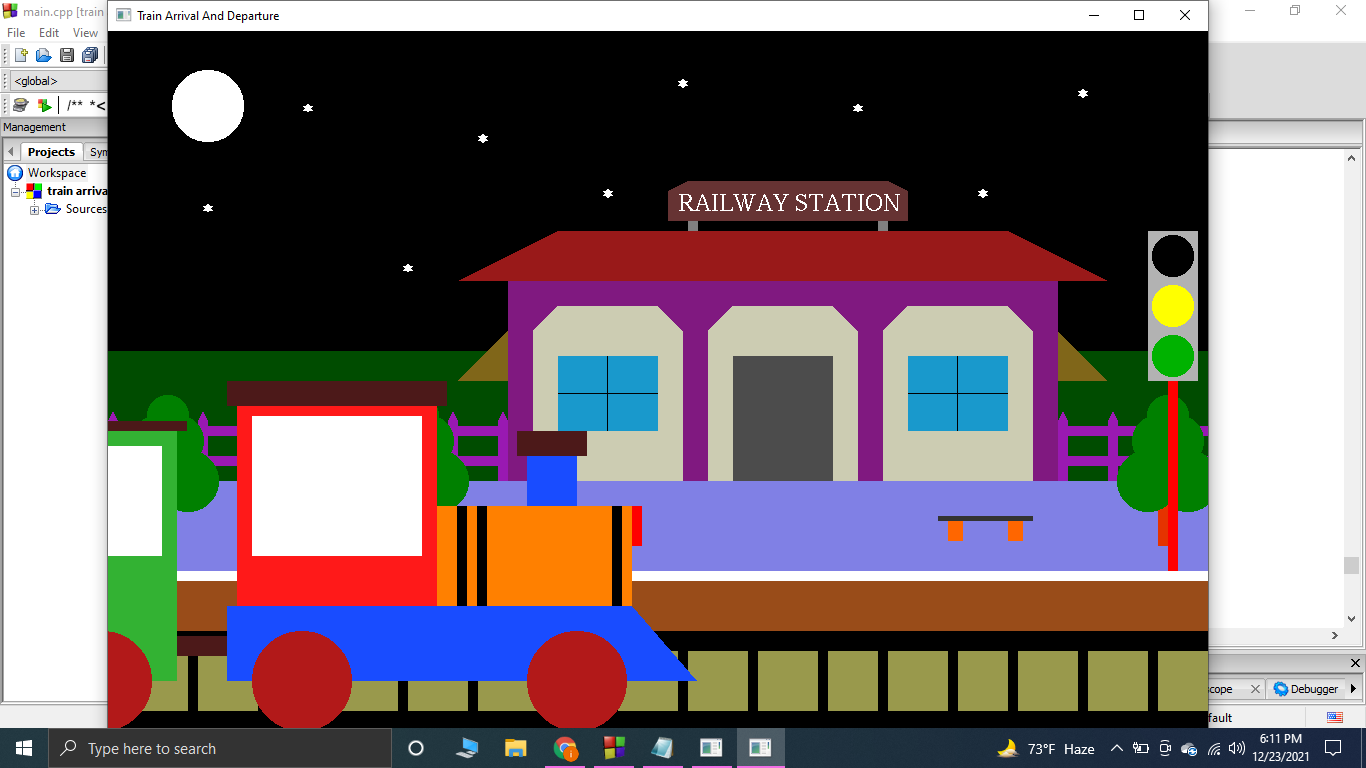 main.cpp [train
Train Arrival And Departure
File Edit View
<global>
/** *<
Management
Projects Sym
Workspace
train arriva
Sources
RAILWAY STATION
scope
Debugger
fault
Type here to search
73°F Haze
6:11 PM
12/23/2021